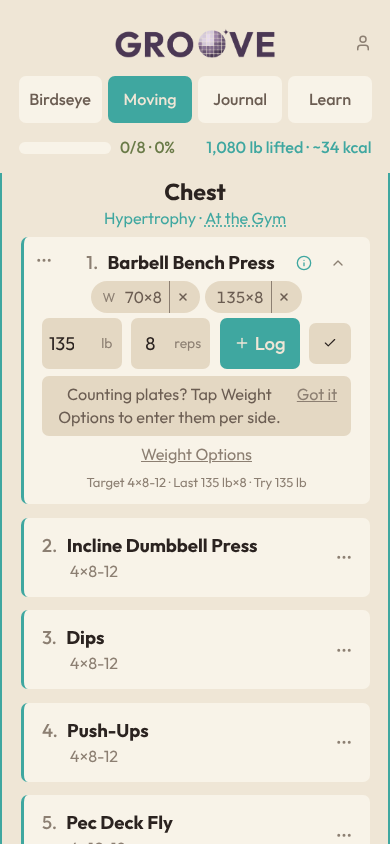 GROOVE
Birdseye Moving Journal Learn
0/8 · 0% 1,080 lb lifted · ~34 kcal
Chest
Hypertrophy · At the Gym
1. Barbell Bench Press
W 70×8 × 135×8 ×
135 lb 8 reps + Log
Counting plates? Tap Weight Got it
Options to enter them per side.
Weight Options
Target 4×8-12 · Last 135 lb×8 · Try 135 lb
2. Incline Dumbbell Press
4×8-12
3. Dips
4×8-12
4. Push-Ups
4×8-12
5. Pec Deck Fly